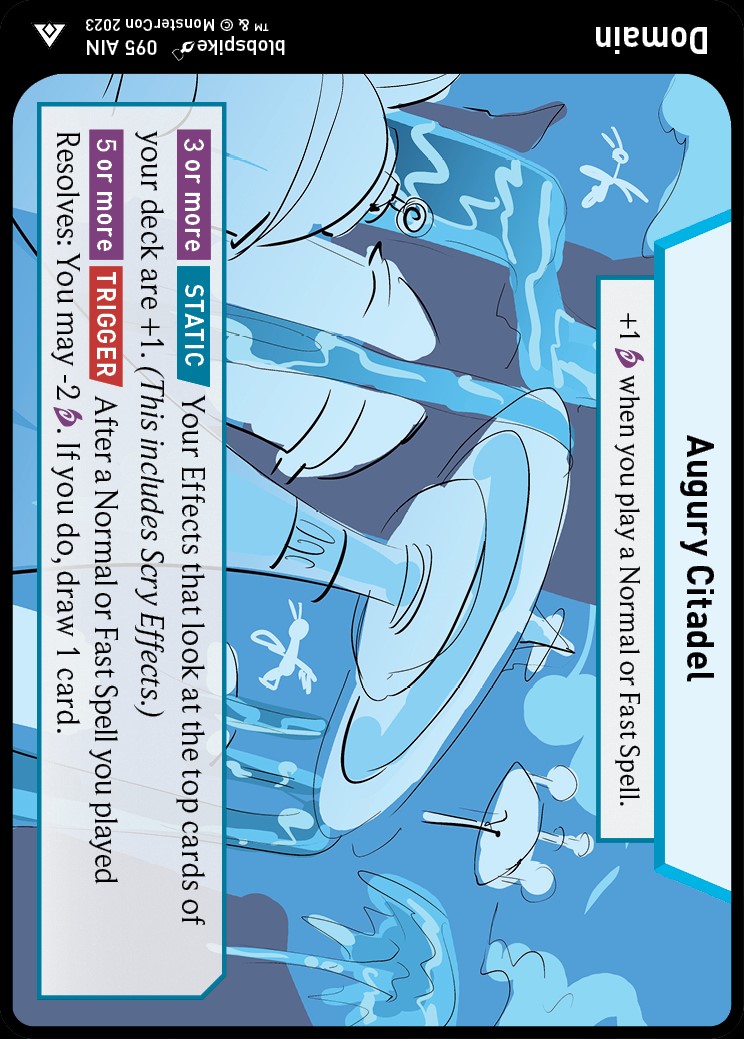 Domain
Augury Citadel
+1 when you play a Normal or Fast Spell.
3 or more STATIC Your Effects that look at the top cards of
your deck are +1. (This includes Scry Effects.)
5 or more TRIGGER After a Normal or Fast Spell you played
Resolves: You may -2 . If you do, draw 1 card.
blobspike 095 AIN
™ & © MonsterCon 2023